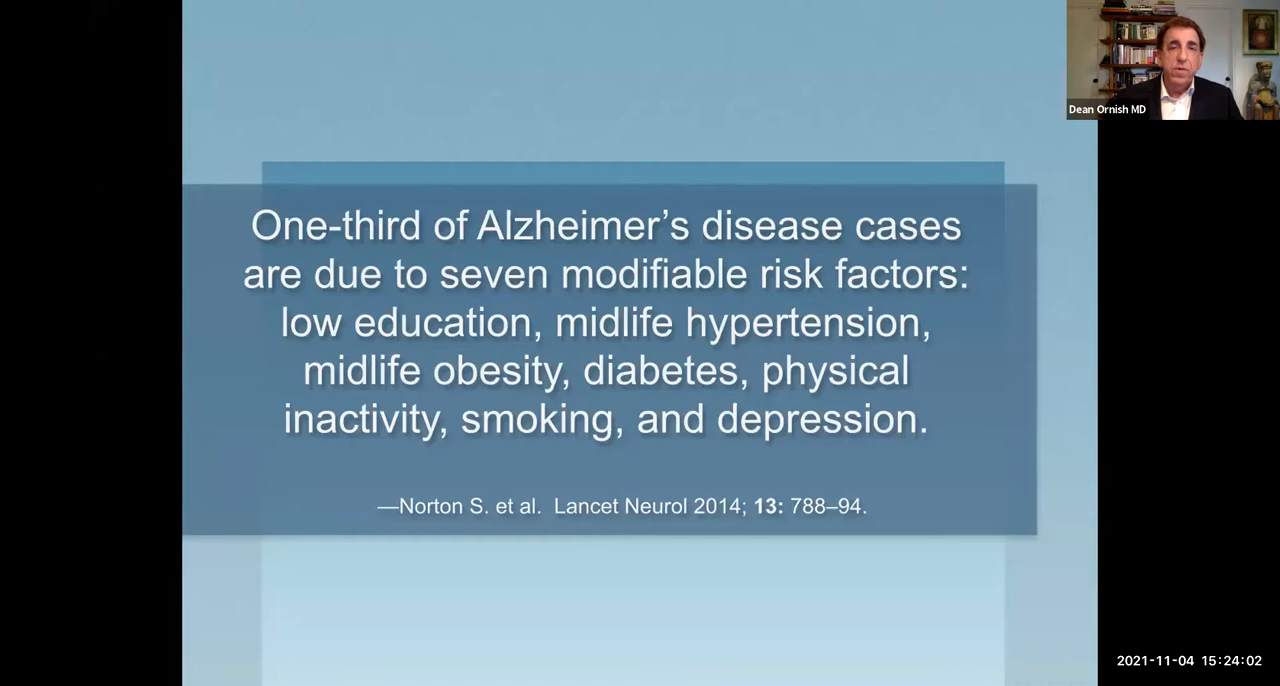 Dean Ornish MD
One-third of Alzheimer’s disease cases
are due to seven modifiable risk factors:
low education, midlife hypertension,
midlife obesity, diabetes, physical
inactivity, smoking, and depression.
—Norton S. et al.  Lancet Neurol 2014; 13: 788–94.
2021-11-04 15:24:02